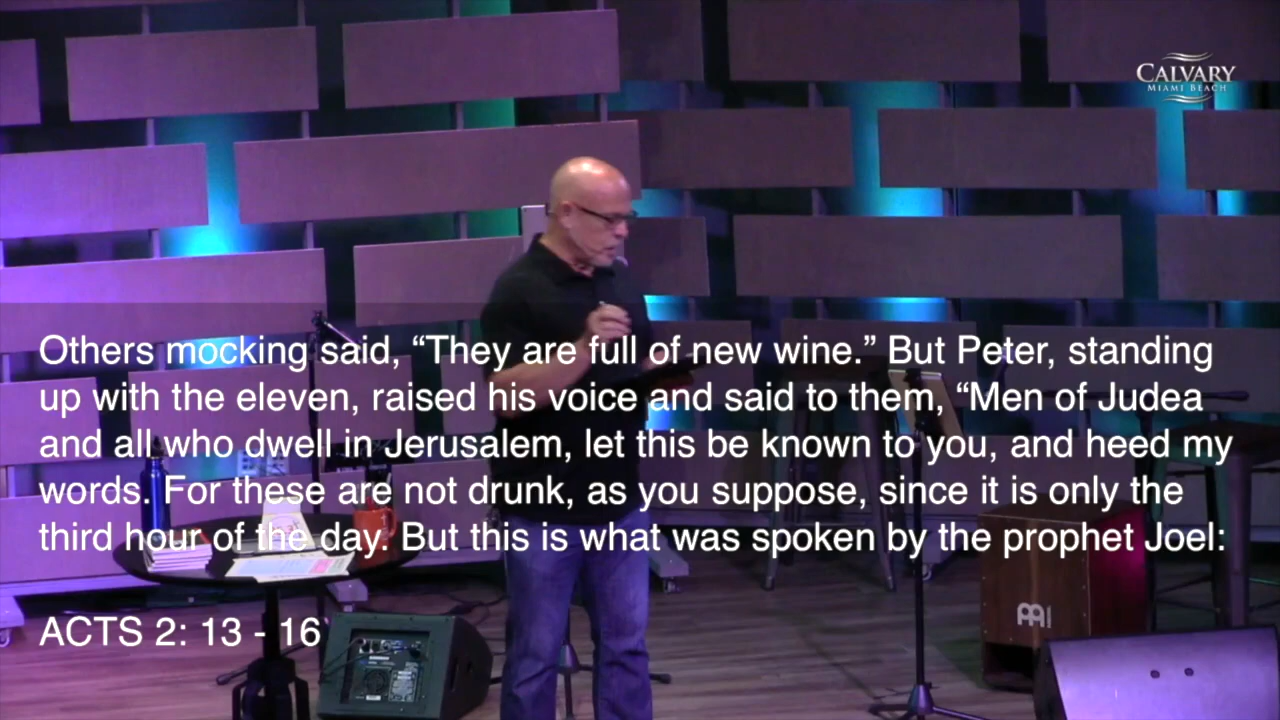 CALVARY
MIAMI BEACH
Others mocking said, “They are full of new wine.” But Peter, standing
up with the eleven, raised his voice and said to them, “Men of Judea
and all who dwell in Jerusalem, let this be known to you, and heed my
words. For these are not drunk, as you suppose, since it is only the
third hour of the day. But this is what was spoken by the prophet Joel:
ACTS 2: 13 - 16